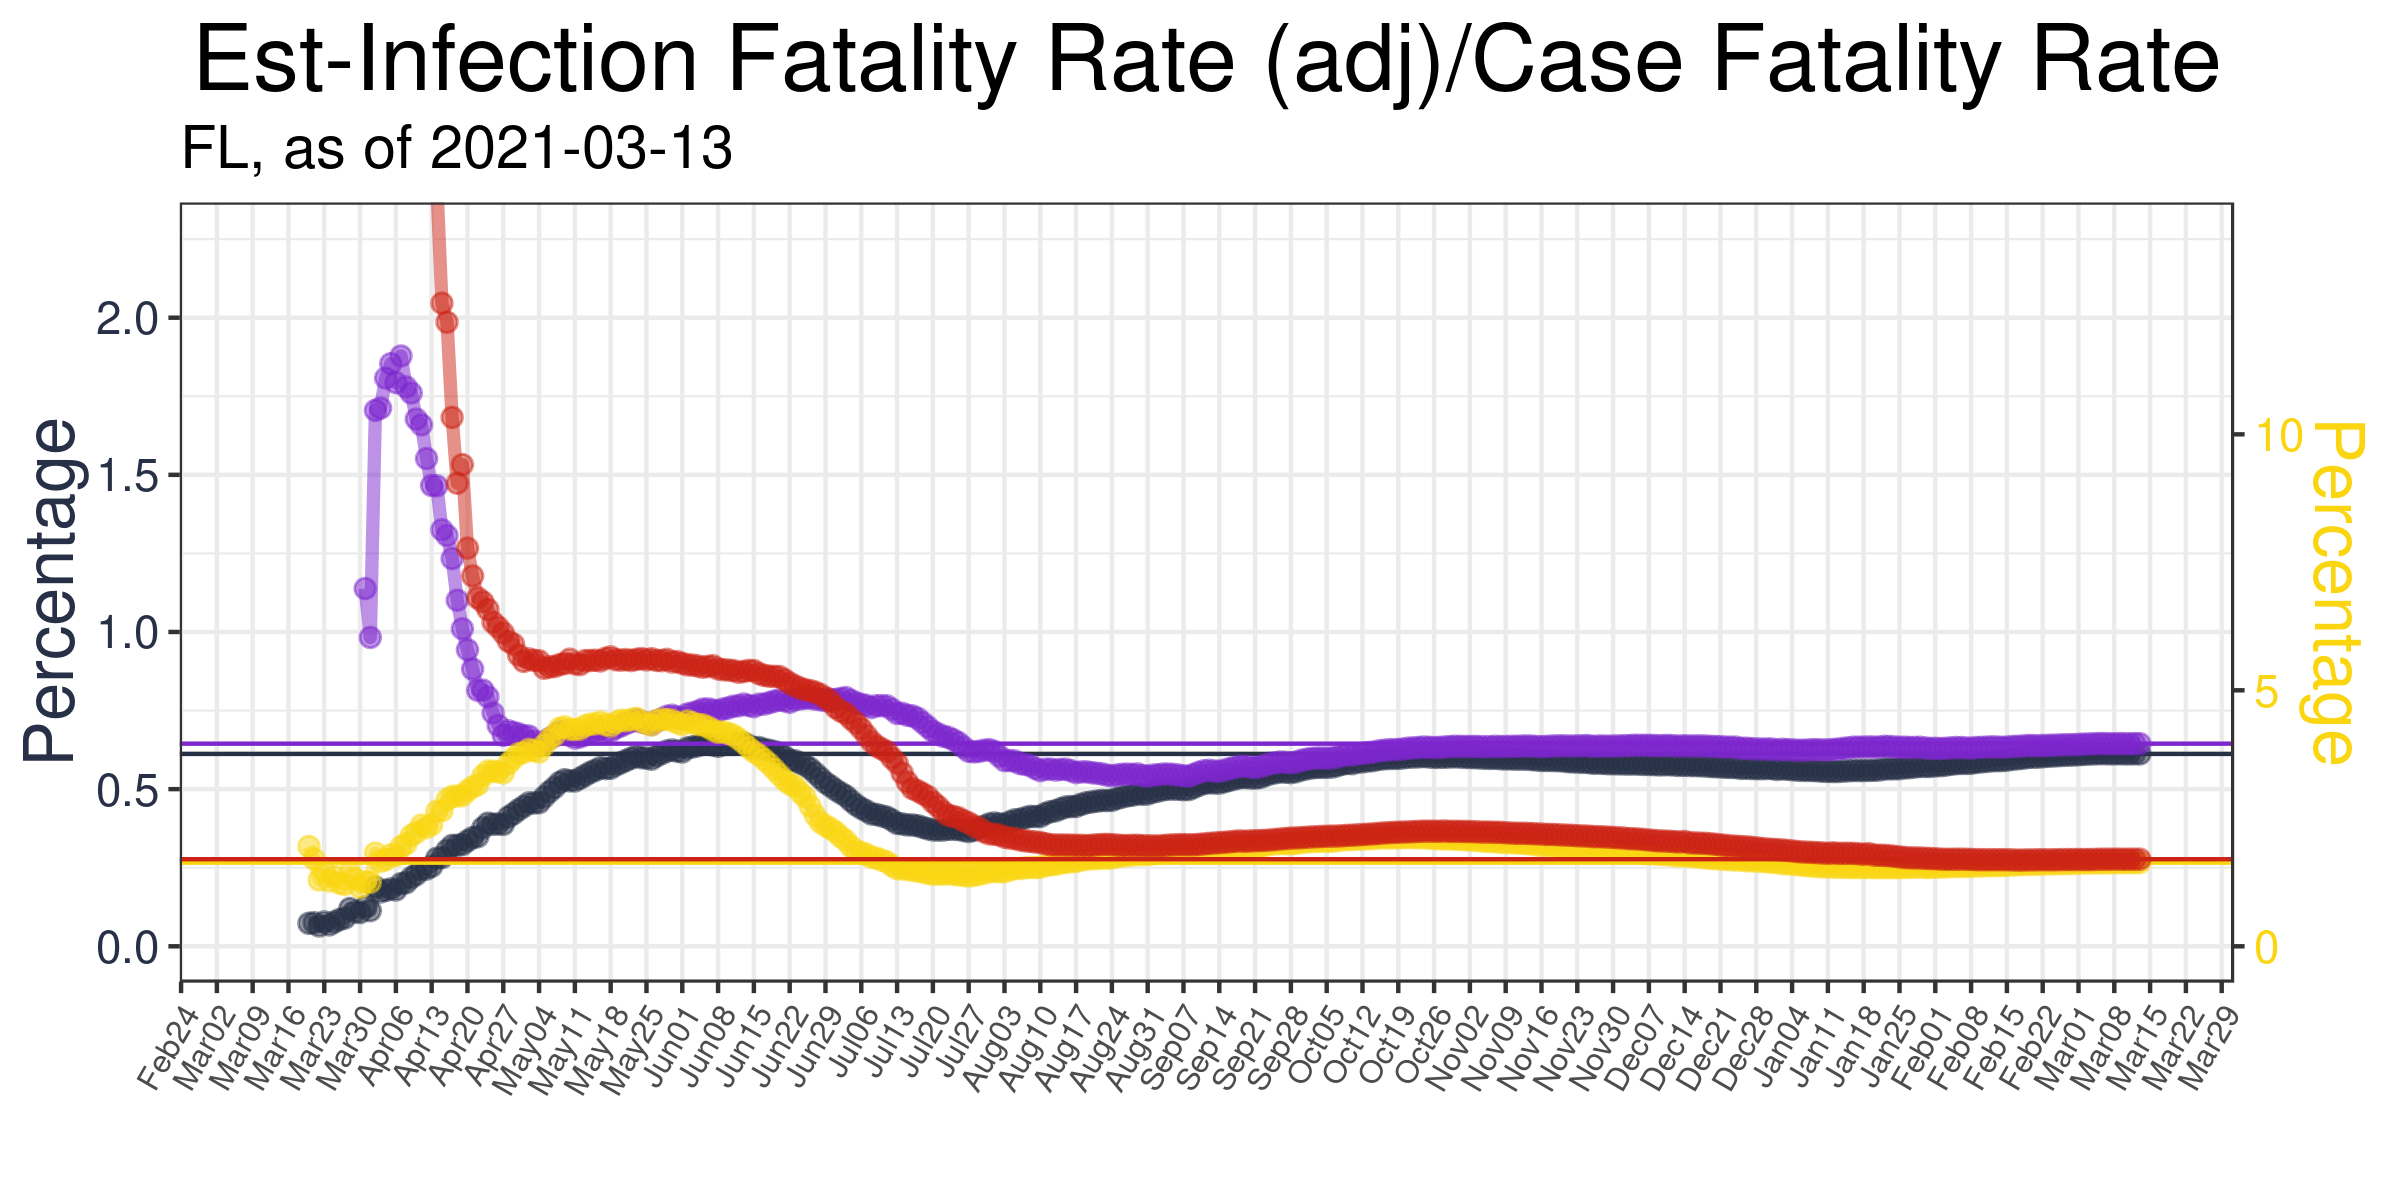 Est-Infection Fatality Rate (adj)/Case Fatality Rate
FL, as of 2021-03-13
Percentage
2.0
1.5
1.0
0.5
0.0
10
5
0
Percentage
Feb24 Mar02 Mar09 Mar16 Mar23 Mar30 Apr06 Apr13 Apr20 Apr27 May04 May11 May18 May25 Jun01 Jun08 Jun15 Jun22 Jun29 Jul06 Jul13 Jul20 Jul27 Aug03 Aug10 Aug17 Aug24 Aug31 Sep07 Sep14 Sep21 Sep28 Oct05 Oct12 Oct19 Oct26 Nov02 Nov09 Nov16 Nov23 Nov30 Dec07 Dec14 Dec21 Dec28 Jan04 Jan11 Jan18 Jan25 Feb01 Feb08 Feb15 Feb22 Mar01 Mar08 Mar15 Mar22 Mar29